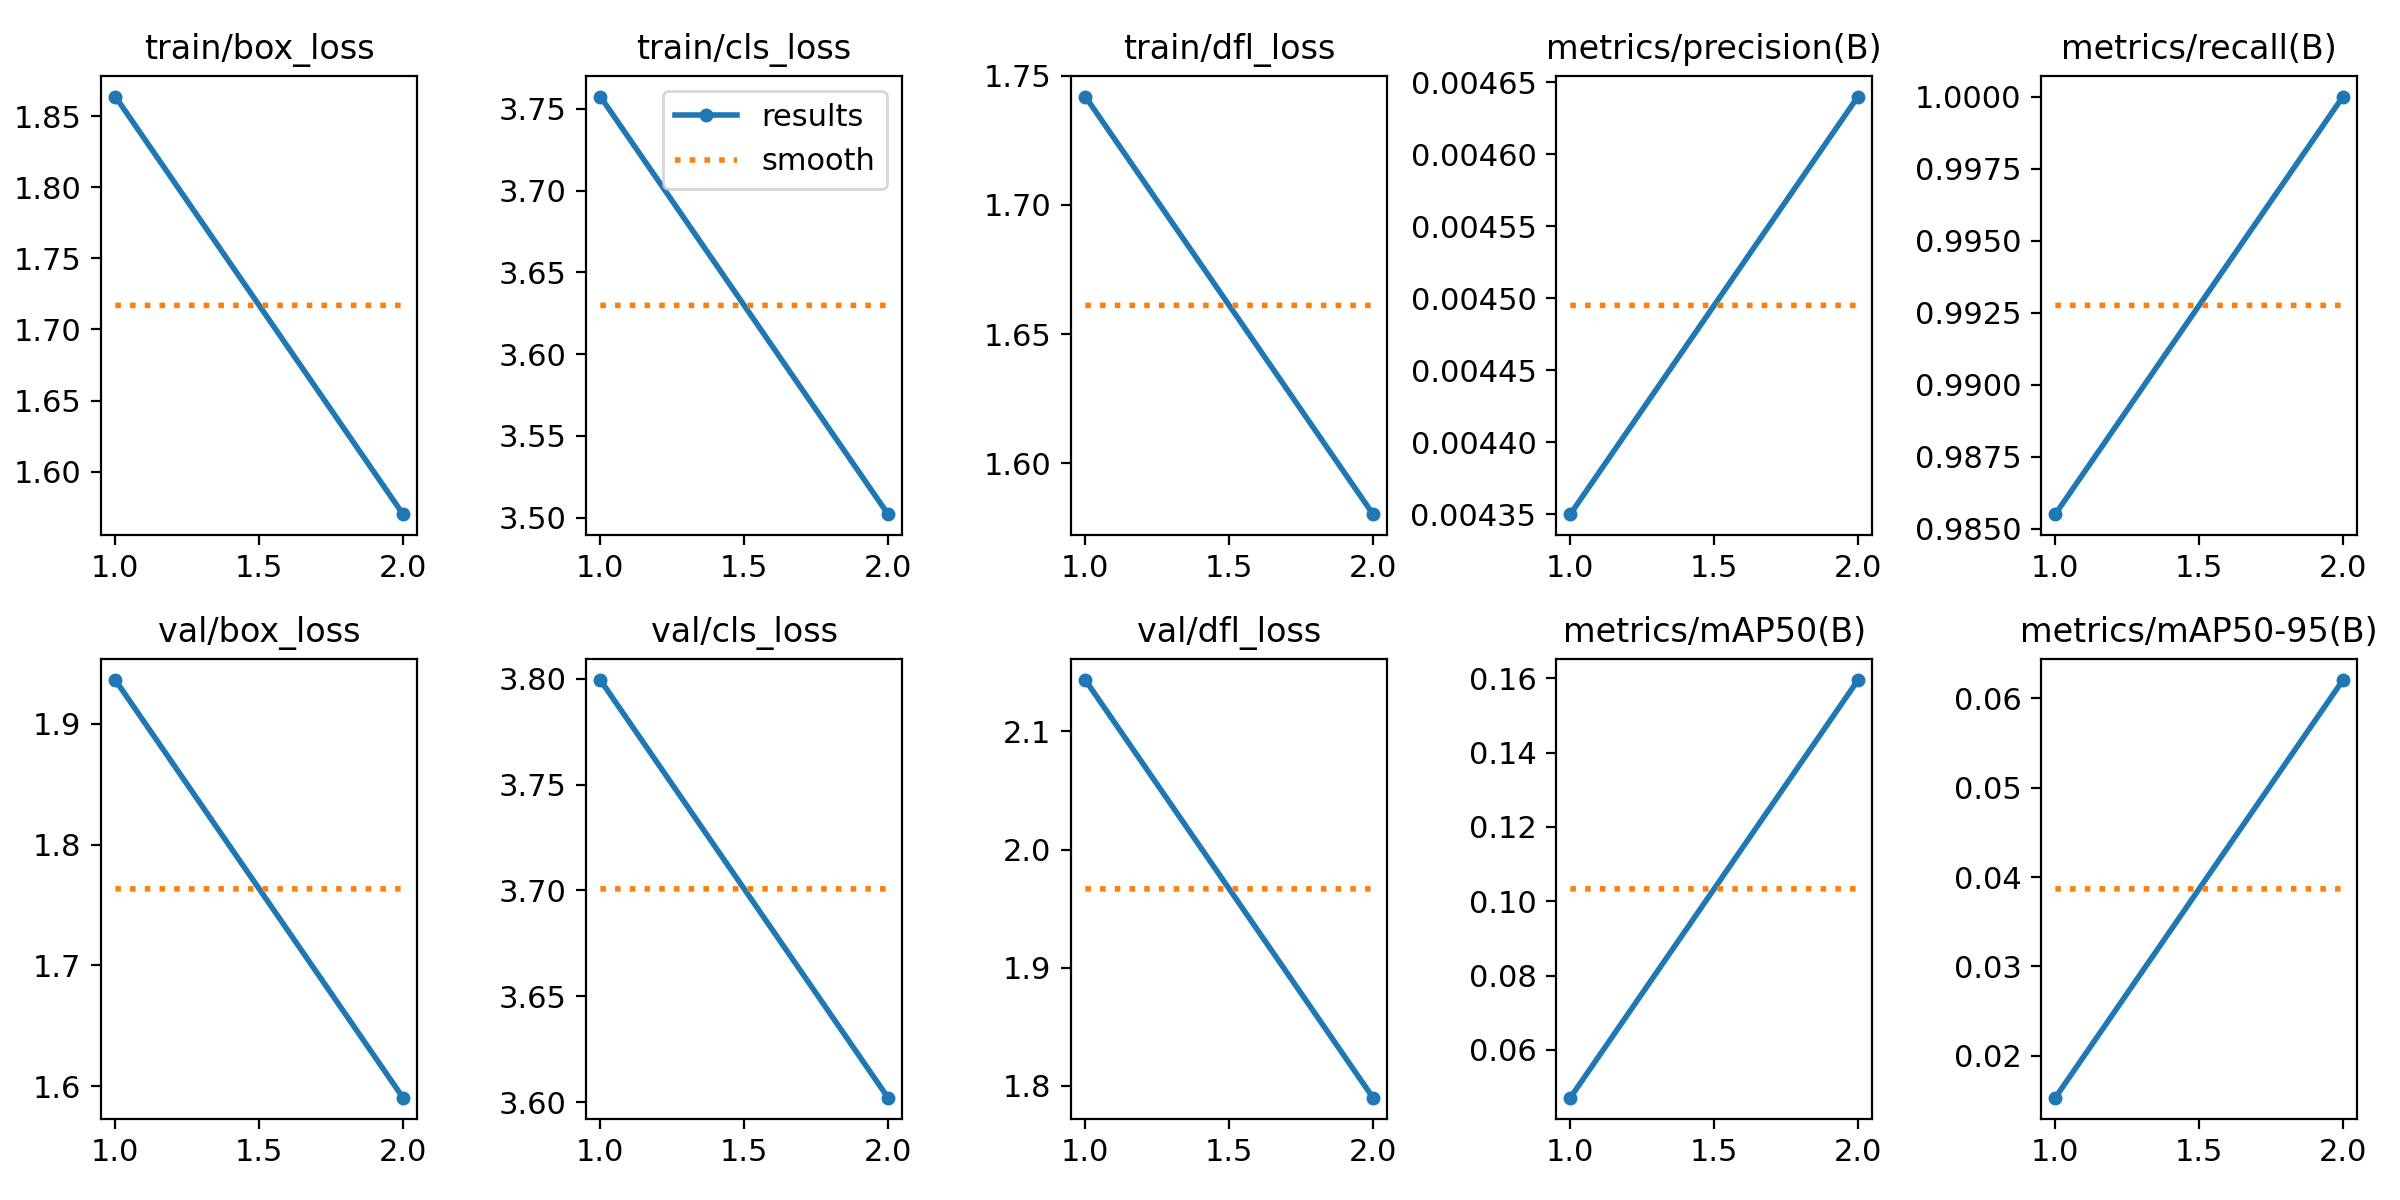 train/box_loss
1.85
1.80
1.75
1.70
1.65
1.60
1.0 1.5 2.0
train/cls_loss
results
smooth
3.75
3.70
3.65
3.60
3.55
3.50
1.0 1.5 2.0
train/dfl_loss
1.75
1.70
1.65
1.60
1.0 1.5 2.0
metrics/precision(B)
0.00465
0.00460
0.00455
0.00450
0.00445
0.00440
0.00435
1.0 1.5 2.0
metrics/recall(B)
1.0000
0.9975
0.9950
0.9925
0.9900
0.9875
0.9850
1.0 1.5 2.0
val/box_loss
1.9
1.8
1.7
1.6
1.0 1.5 2.0
val/cls_loss
3.80
3.75
3.70
3.65
3.60
1.0 1.5 2.0
val/dfl_loss
2.1
2.0
1.9
1.8
1.0 1.5 2.0
metrics/mAP50(B)
0.16
0.14
0.12
0.10
0.08
0.06
1.0 1.5 2.0
metrics/mAP50-95(B)
0.06
0.05
0.04
0.03
0.02
1.0 1.5 2.0